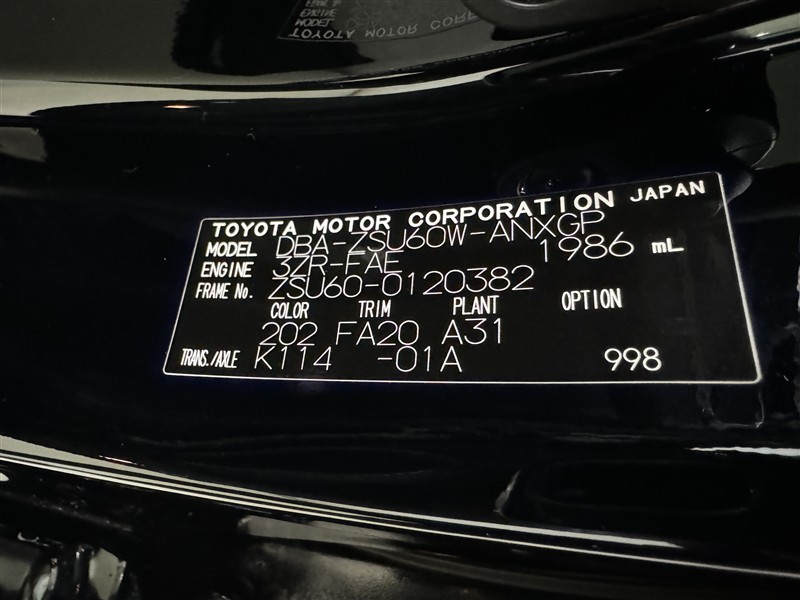 TOYOTA MOTOR CORPORATION JAPAN
MODEL DBA-ZSU60W-ANXGP
ENGINE 3ZR-FAE 1986 mL
FRAME No. ZSU60-0120382
COLOR TRIM PLANT OPTION
202 FA20 A31
TRANS./AXLE K114 -01A 998